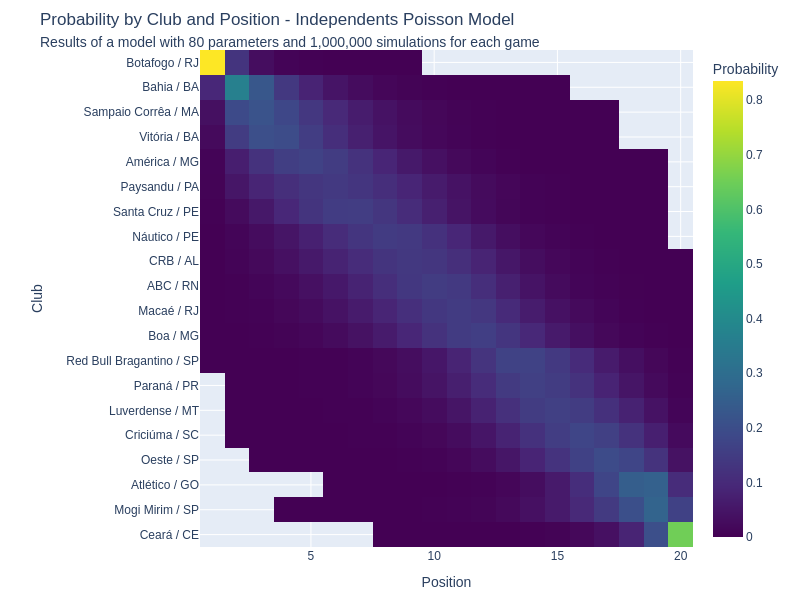 Probability by Club and Position - Independents Poisson Model
Results of a model with 80 parameters and 1,000,000 simulations for each game
Botafogo / RJ
Bahia / BA
Sampaio Corrêa / MA
Vitória / BA
América / MG
Paysandu / PA
Santa Cruz / PE
Náutico / PE
CRB / AL
ABC / RN
Macaé / RJ
Boa / MG
Red Bull Bragantino / SP
Paraná / PR
Luverdense / MT
Criciúma / SC
Oeste / SP
Atlético / GO
Mogi Mirim / SP
Ceará / CE
Club
5 10 15 20
Position
Probability
0.8
0.7
0.6
0.5
0.4
0.3
0.2
0.1
0